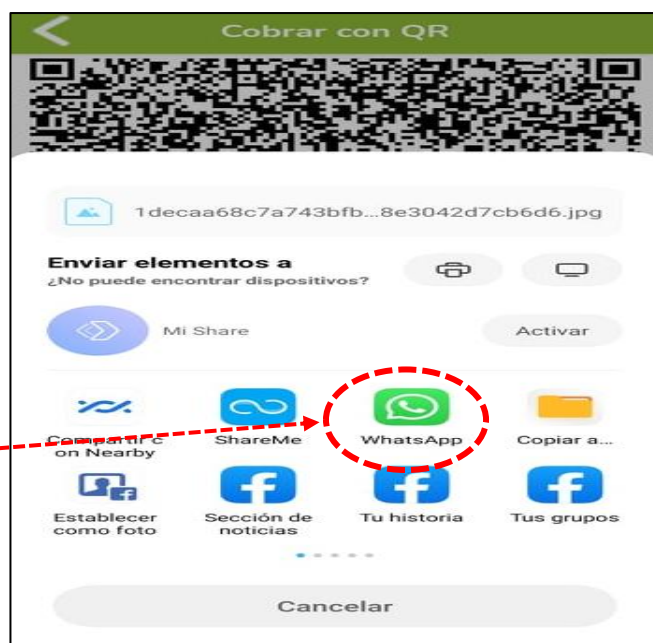 Cobrar con QR
1decaa68c7a743bfb...8e3042d7cb6d6.jpg
Enviar elementos a
¿No puede encontrar dispositivos?
Mi Share
Activar
Compartir c
on Nearby
ShareMe
WhatsApp
Copiar a...
Establecer
como foto
Sección de
noticias
Tu historia
Tus grupos
Cancelar